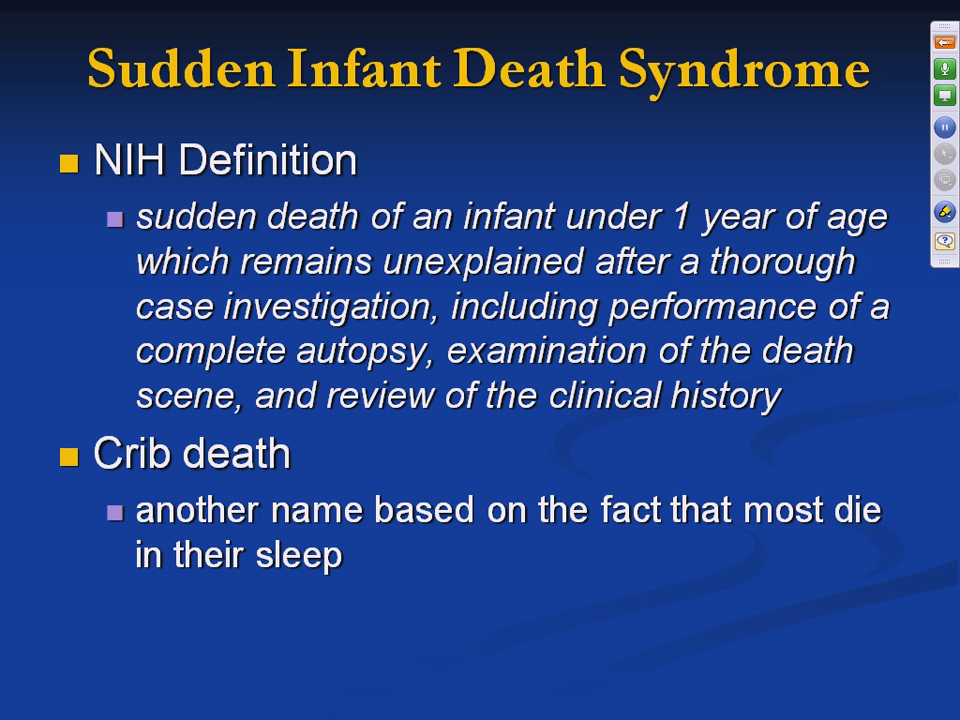 Sudden Infant Death Syndrome
NIH Definition
sudden death of an infant under 1 year of age
which remains unexplained after a thorough
case investigation, including performance of a
complete autopsy, examination of the death
scene, and review of the clinical history
Crib death
another name based on the fact that most die
in their sleep